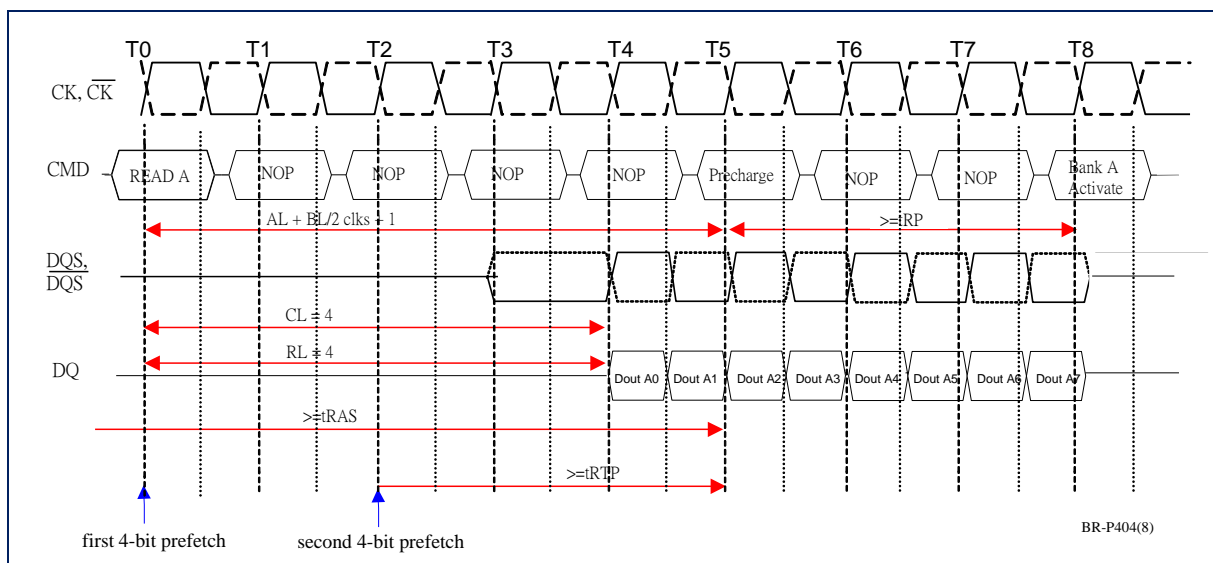 T0 T1 T2 T3 T4 T5 T6 T7 T8
CK, CK
CMD READ A NOP NOP NOP NOP Precharge NOP NOP Bank A Activate
AL + BL/2 clks + 1 >=tRP
DQS,
DQS
CL = 4
RL = 4
DQ Dout A0 Dout A1 Dout A2 Dout A3 Dout A4 Dout A5 Dout A6 Dout A7
>=tRAS
>=tRTP
first 4-bit prefetch second 4-bit prefetch BR-P404(8)